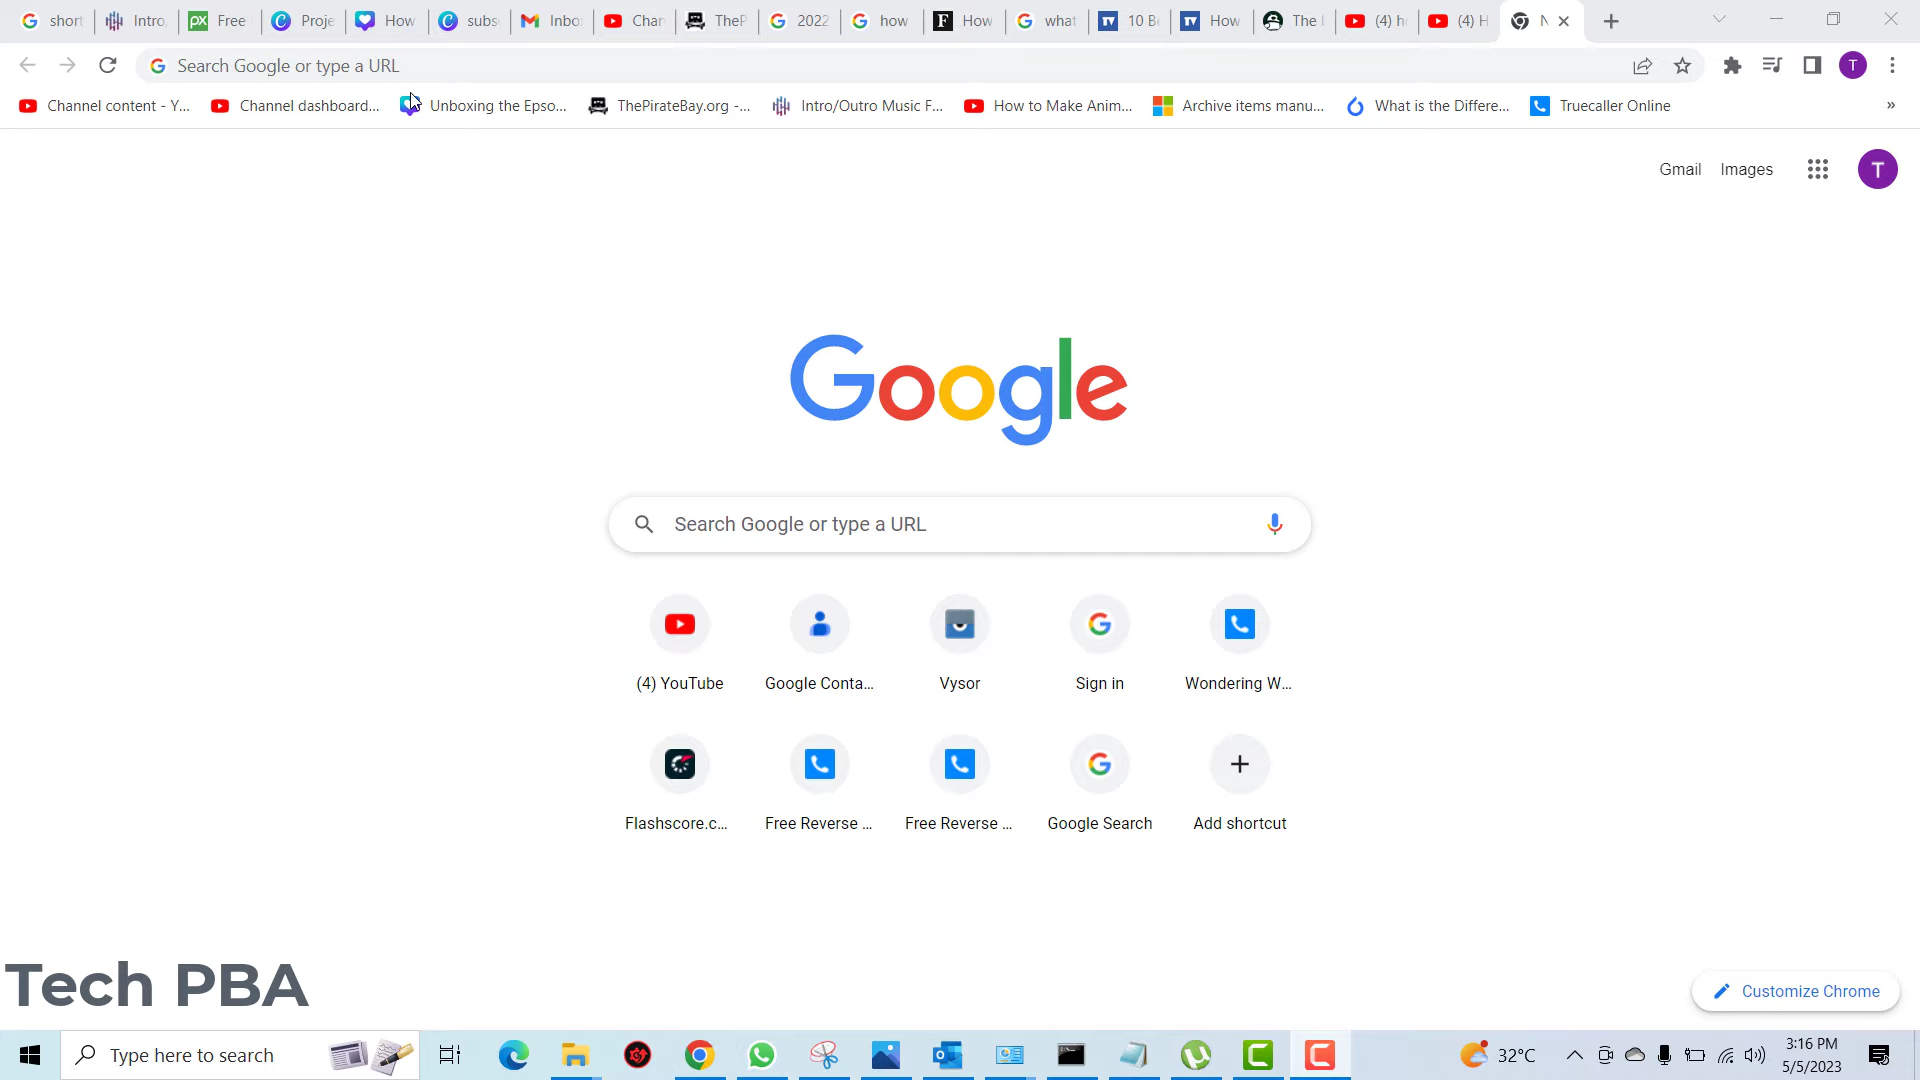 short
Intro,
Free
Proje
How
subs
Inbo
Chan
TheP
2022
how
How
what
10 Be
How
The
(4) h
(4) H
N
Search Google or type a URL
T
Channel content - Y...
Channel dashboard...
Unboxing the Epso...
ThePirateBay.org -...
Intro/Outro Music F...
How to Make Anim...
Archive items manu...
What is the Differe...
Truecaller Online
»
Gmail
Images
T
Google
Search Google or type a URL
(4) YouTube
Google Conta...
Vysor
Sign in
Wondering W...
Flashscore.c...
Free Reverse ...
Free Reverse ...
Google Search
Add shortcut
Tech PBA
Customize Chrome
Type here to search
32°C
3:16 PM
5/5/2023